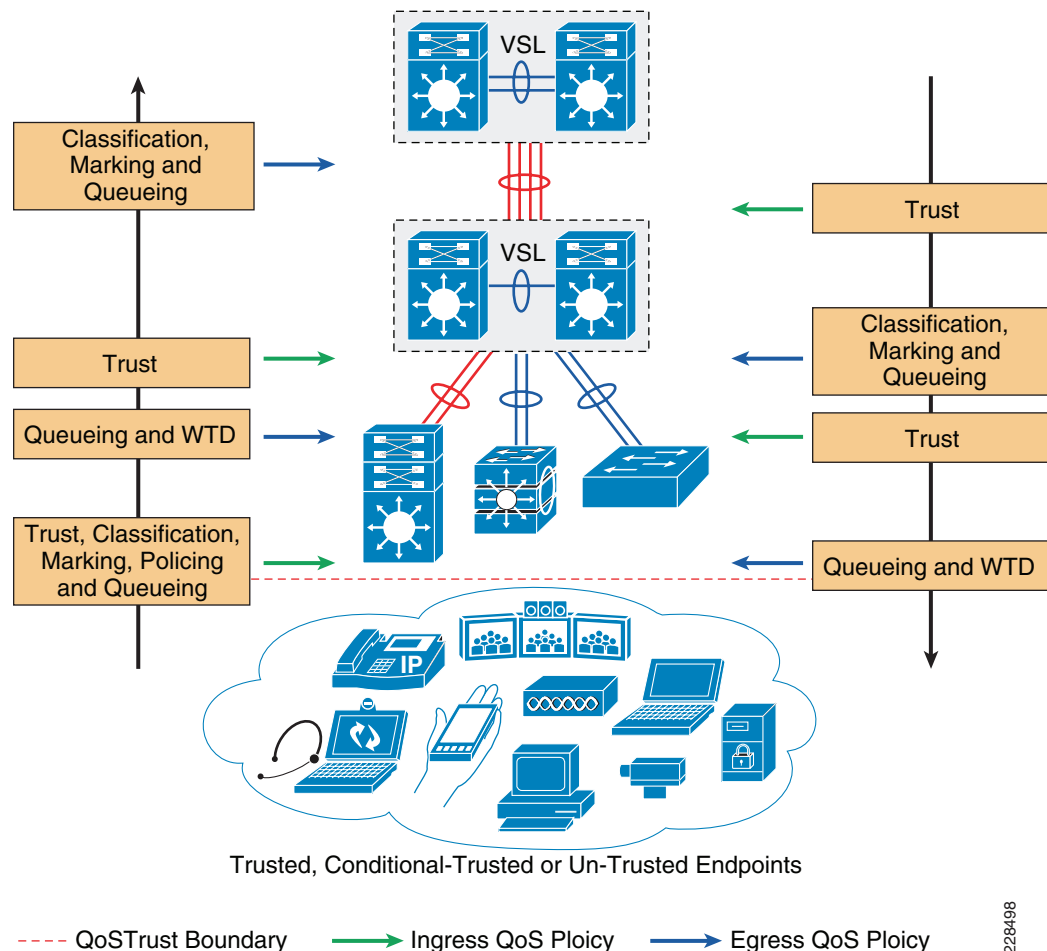 VSL
Classification,
Marking and
Queueing
Trust
VSL
Classification,
Marking and
Queueing
Trust
Queueing and WTD
Trust
Trust, Classification,
Marking, Policing
and Queueing
Queueing and WTD
IP
Trusted, Conditional-Trusted or Un-Trusted Endpoints
QoSTrust Boundary
Ingress QoS Ploicy
Egress QoS Ploicy
228498